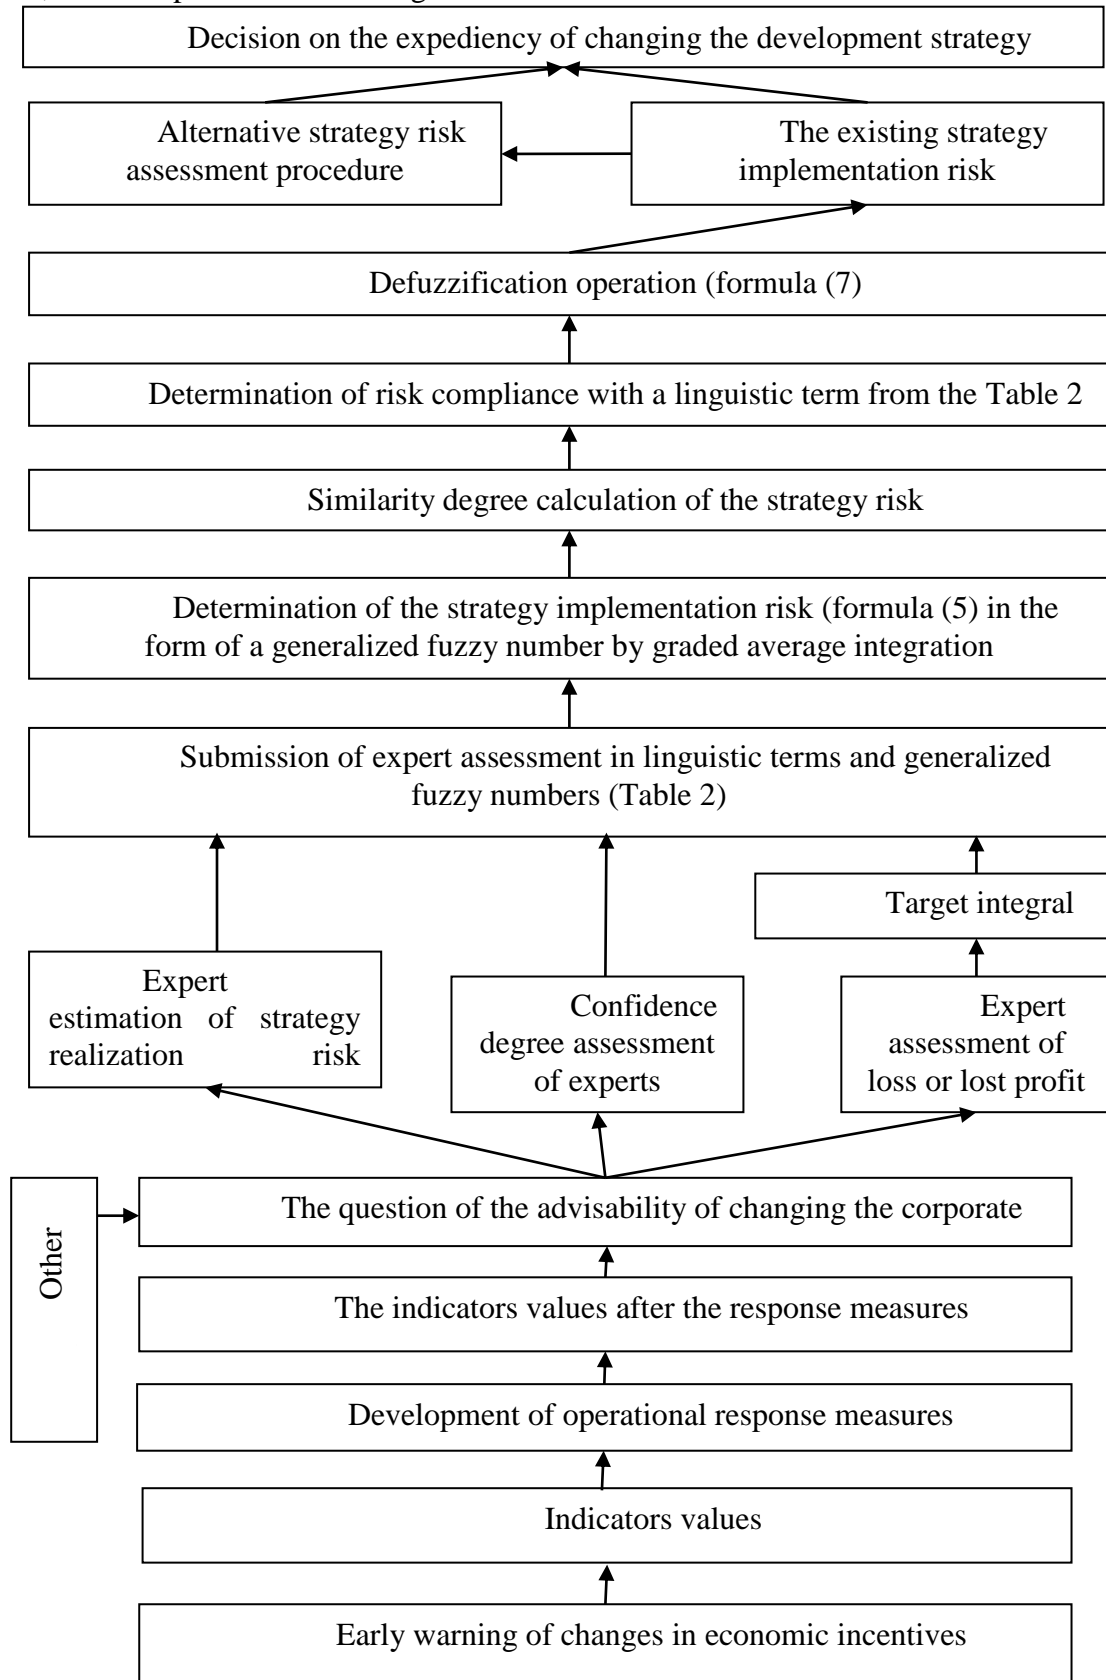 Decision on the expediency of changing the development strategy
Alternative strategy risk
assessment procedure
The existing strategy
implementation risk
Defuzzification operation (formula (7)
Determination of risk compliance with a linguistic term from the Table 2
Similarity degree calculation of the strategy risk
Determination of the strategy implementation risk (formula (5) in the
form of a generalized fuzzy number by graded average integration
Submission of expert assessment in linguistic terms and generalized
fuzzy numbers (Table 2)
Target integral
Expert
estimation of strategy
realization risk
Confidence
degree assessment
of experts
Expert
assessment of
loss or lost profit
The question of the advisability of changing the corporate
Other
The indicators values after the response measures
Development of operational response measures
Indicators values
Early warning of changes in economic incentives